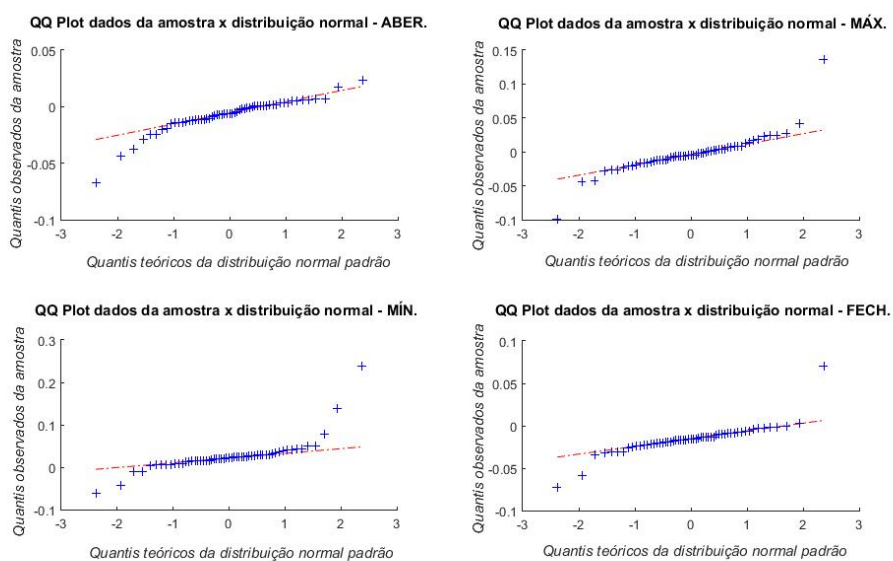 QQ Plot dados da amostra x distribuição normal - ABER.
Quantis observados da amostra
0.05
0
-0.05
-0.1
-3 -2 -1 0 1 2 3
Quantis teóricos da distribuição normal padrão
QQ Plot dados da amostra x distribuição normal - MÁX.
Quantis observados da amostra
0.15
0.1
0.05
0
-0.05
-0.1
-3 -2 -1 0 1 2 3
Quantis teóricos da distribuição normal padrão
QQ Plot dados da amostra x distribuição normal - MÍN.
Quantis observados da amostra
0.3
0.2
0.1
0
-0.1
-3 -2 -1 0 1 2 3
Quantis teóricos da distribuição normal padrão
QQ Plot dados da amostra x distribuição normal - FECH.
Quantis observados da amostra
0.1
0.05
0
-0.05
-0.1
-3 -2 -1 0 1 2 3
Quantis teóricos da distribuição normal padrão